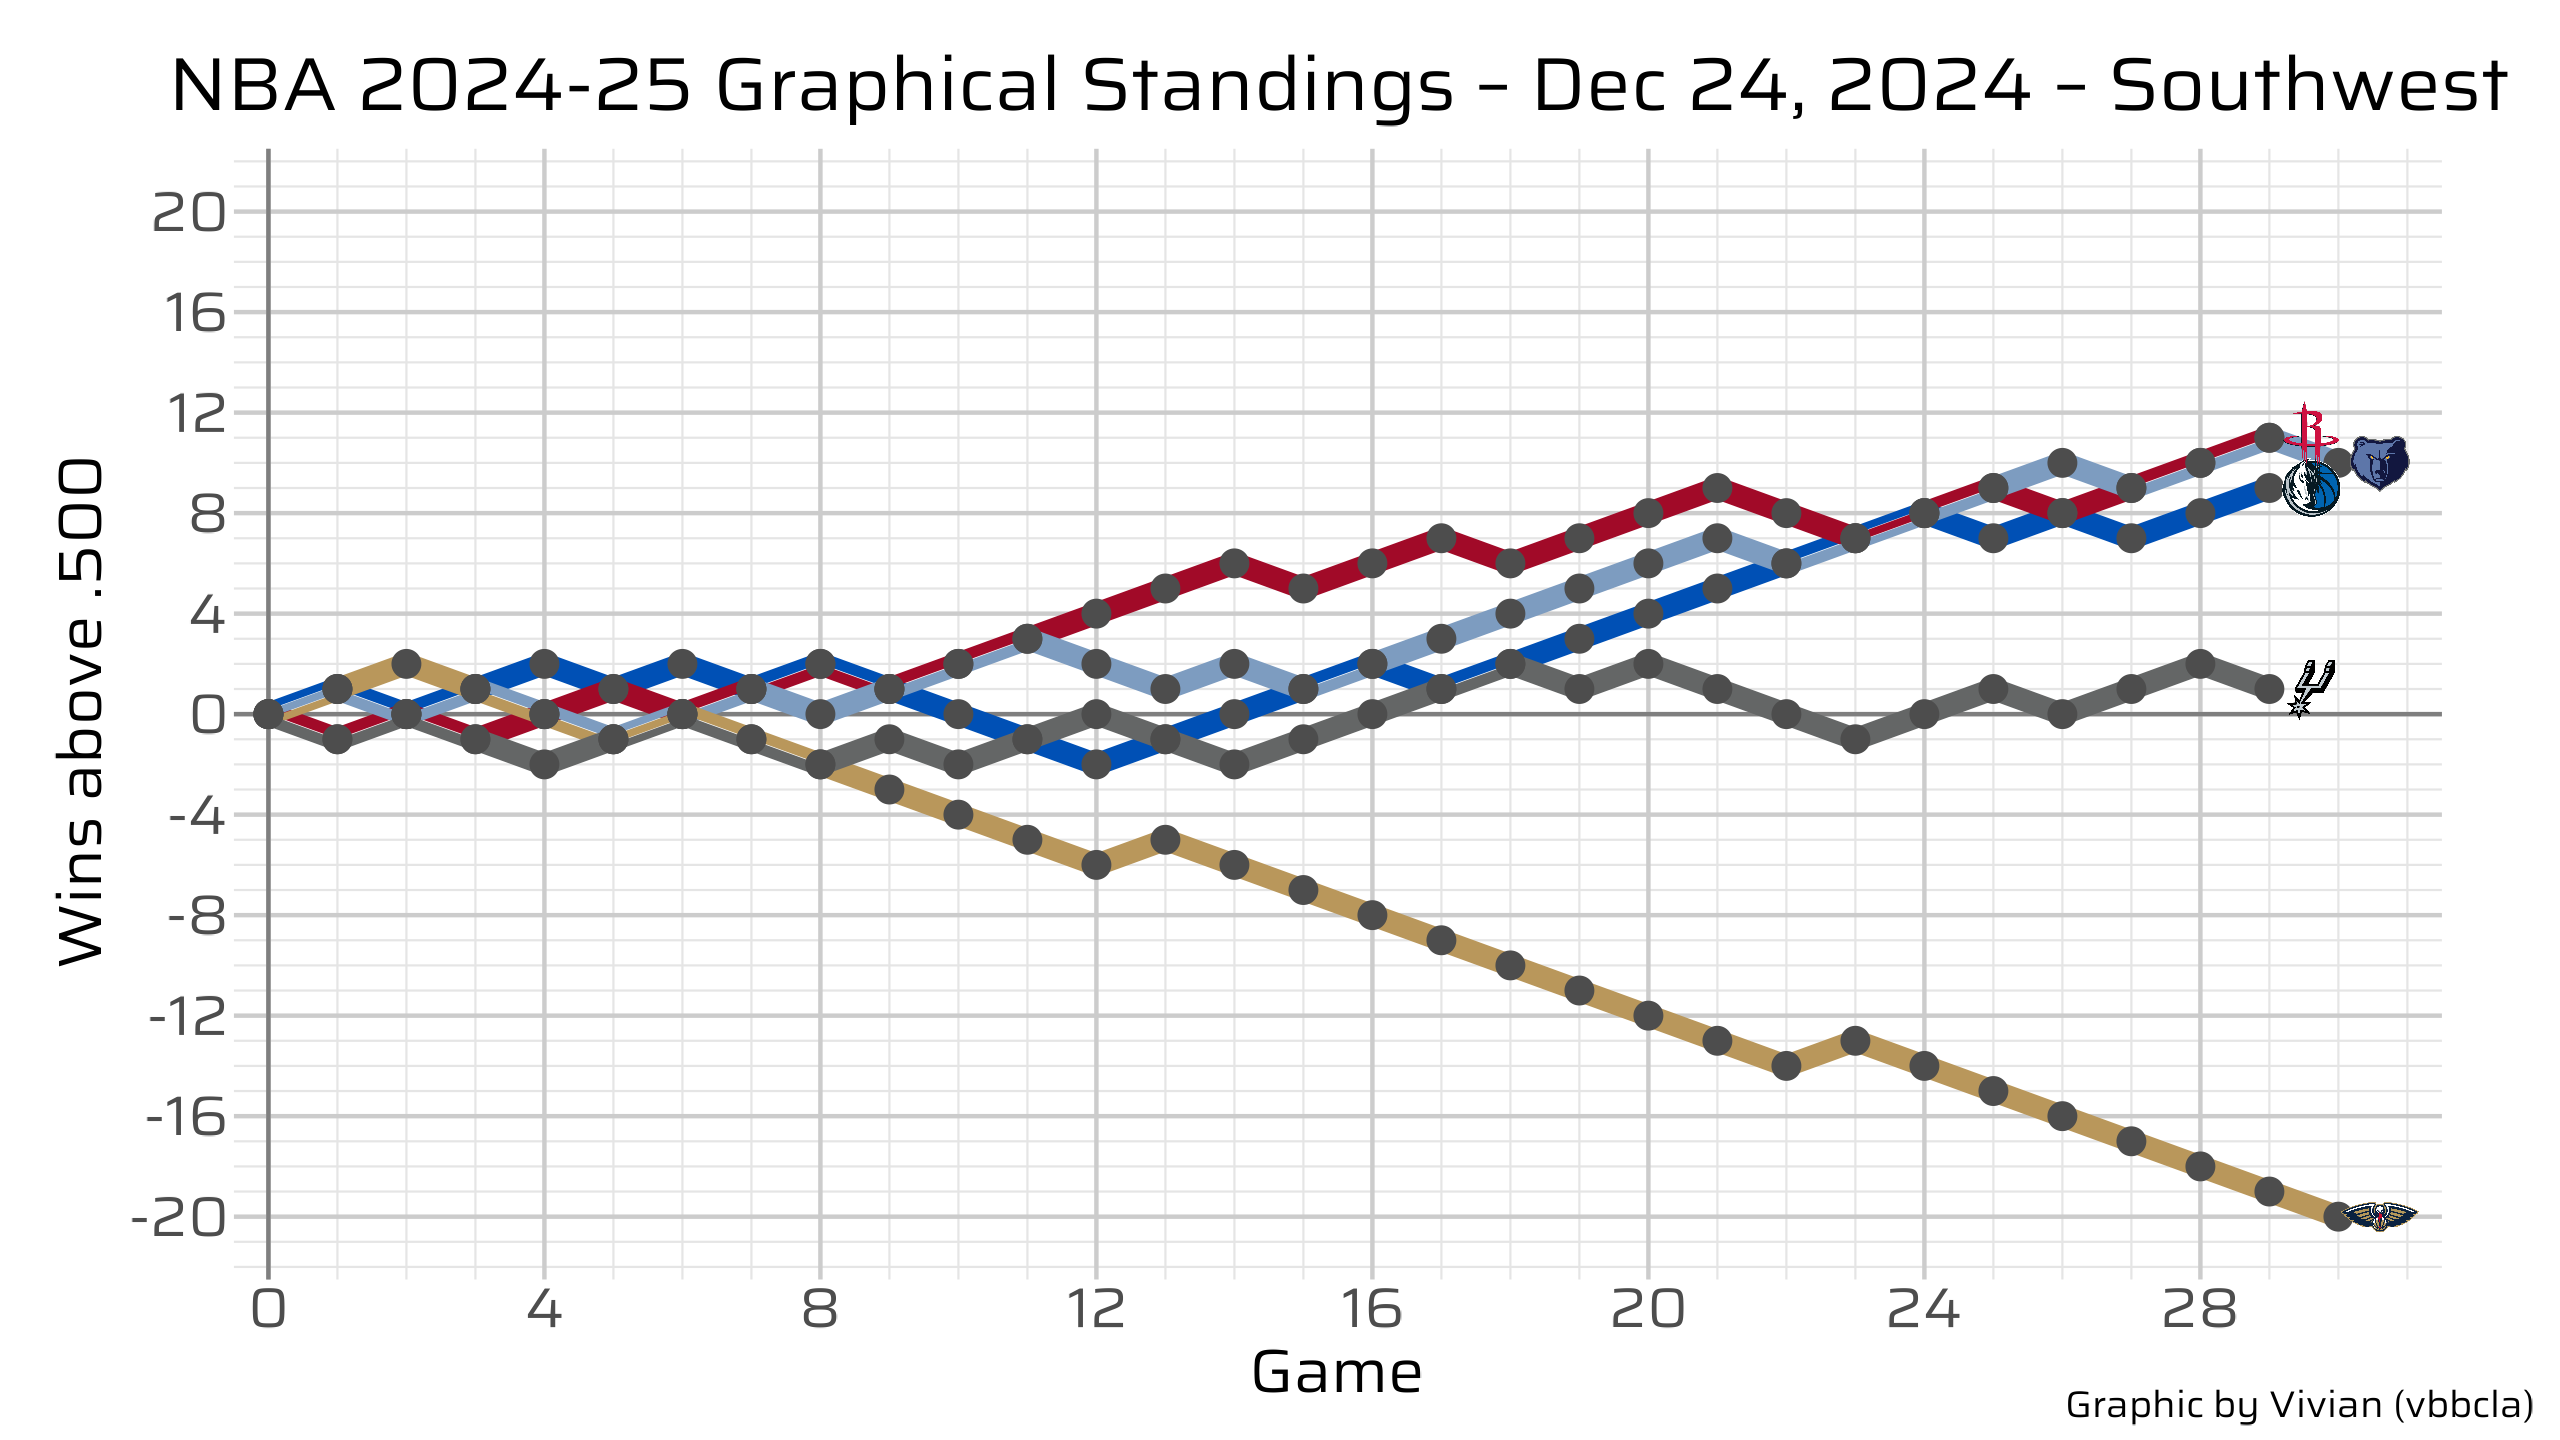 NBA 2024-25 Graphical Standings – Dec 24, 2024 – Southwest
Wins above .500
20
16
12
8
4
0
-4
-8
-12
-16
-20
0 4 8 12 16 20 24 28
Game
Graphic by Vivian (vbbcla)